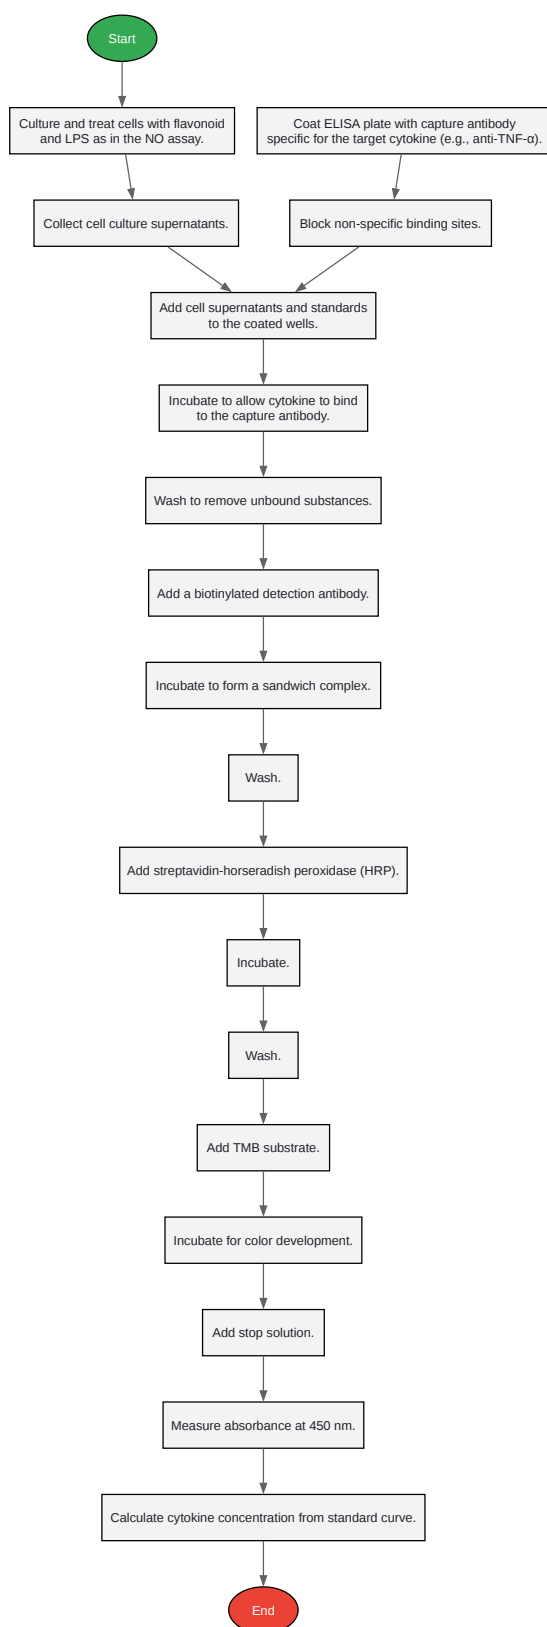 Start
Culture and treat cells with flavonoid
and LPS as in the NO assay.
Coat ELISA plate with capture antibody
specific for the target cytokine (e.g., anti-TNF-α).
Collect cell culture supernatants.
Block non-specific binding sites.
Add cell supernatants and standards
to the coated wells.
Incubate to allow cytokine to bind
to the capture antibody.
Wash to remove unbound substances.
Add a biotinylated detection antibody.
Incubate to form a sandwich complex.
Wash.
Add streptavidin-horseradish peroxidase (HRP).
Incubate.
Wash.
Add TMB substrate.
Incubate for color development.
Add stop solution.
Measure absorbance at 450 nm.
Calculate cytokine concentration from standard curve.
End